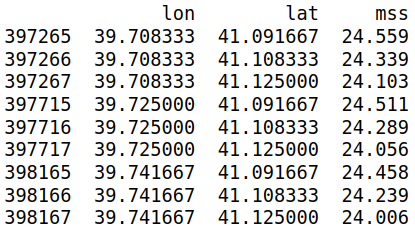 lon lat mss
397265 39.708333 41.091667 24.559
397266 39.708333 41.108333 24.339
397267 39.708333 41.125000 24.103
397715 39.725000 41.091667 24.511
397716 39.725000 41.108333 24.289
397717 39.725000 41.125000 24.056
398165 39.741667 41.091667 24.458
398166 39.741667 41.108333 24.239
398167 39.741667 41.125000 24.006